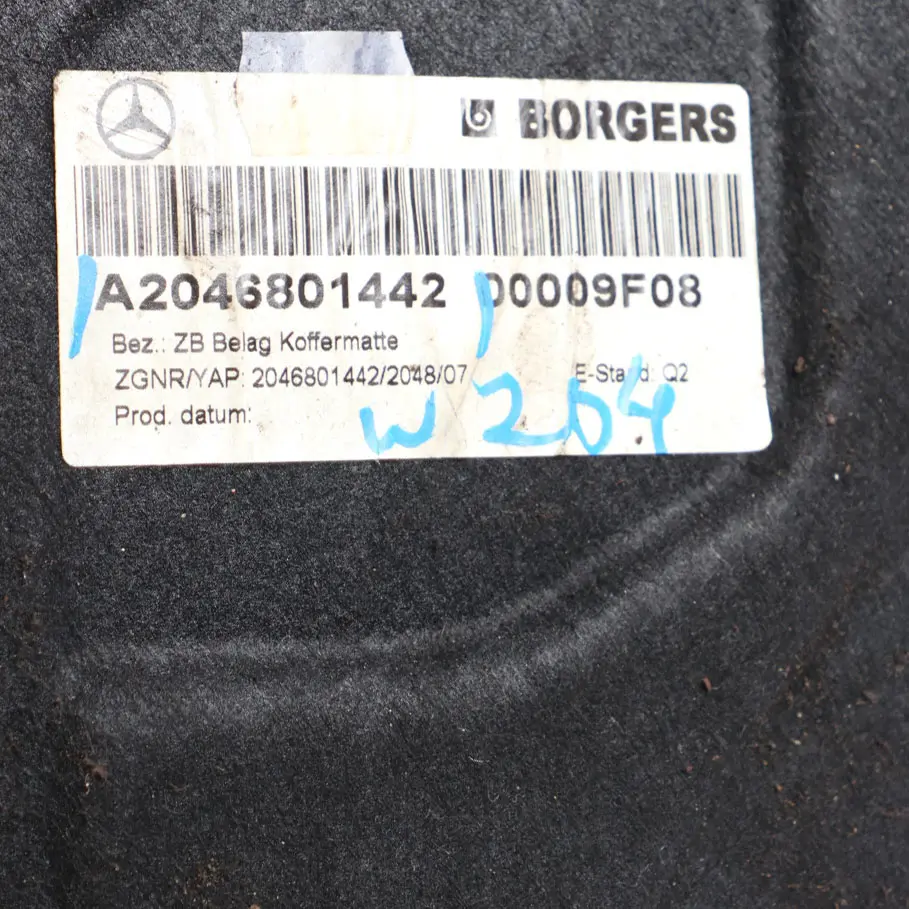 BORGERS
A2046801442 00009F08
Bez.: ZB Belag Koffermatte
ZGNR/YAP: 2046801442/2048/07 E-Stand: Q2
Prod. datum:
W204